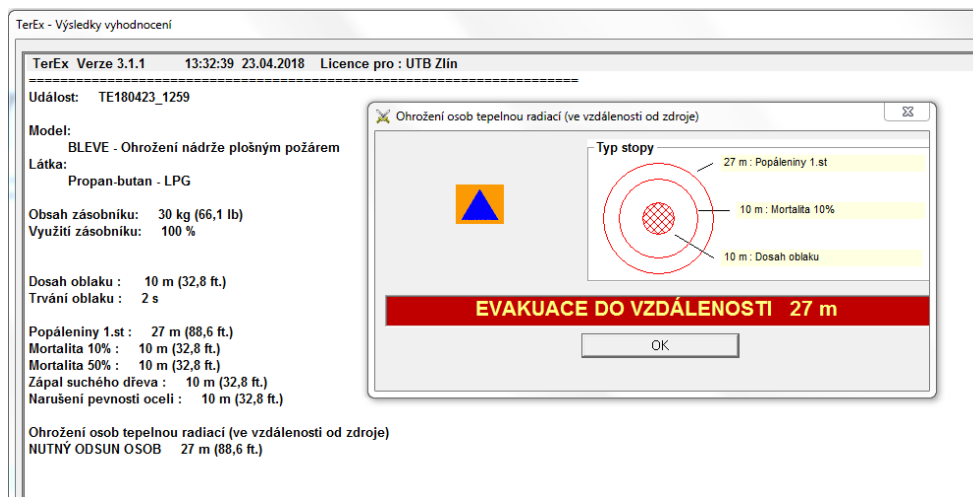 TerEx - Výsledky vyhodnocení
TerEx Verze 3.1.1 13:32:39 23.04.2018 Licence pro : UTB Zlín
======================================================================
Událost: TE180423_1259
Model:
BLEVE - Ohrožení nádrže plošným požárem
Látka:
Propan-butan - LPG
Obsah zásobníku: 30 kg (66,1 lb)
Využití zásobníku: 100 %
Dosah oblaku : 10 m (32,8 ft.)
Trvání oblaku : 2 s
Popáleniny 1.st : 27 m (88,6 ft.)
Mortalita 10% : 10 m (32,8 ft.)
Mortalita 50% : 10 m (32,8 ft.)
Zápal suchého dřeva : 10 m (32,8 ft.)
Narušení pevnosti oceli : 10 m (32,8 ft.)
Ohrožení osob tepelnou radiací (ve vzdálenosti od zdroje)
NUTNÝ ODSUN OSOB 27 m (88,6 ft.)
Ohrožení osob tepelnou radiací (ve vzdálenosti od zdroje)
Typ stopy
27 m : Popáleniny 1.st
10 m : Mortalita 10%
10 m : Dosah oblaku
EVAKUACE DO VZDÁLENOSTI 27 m
OK